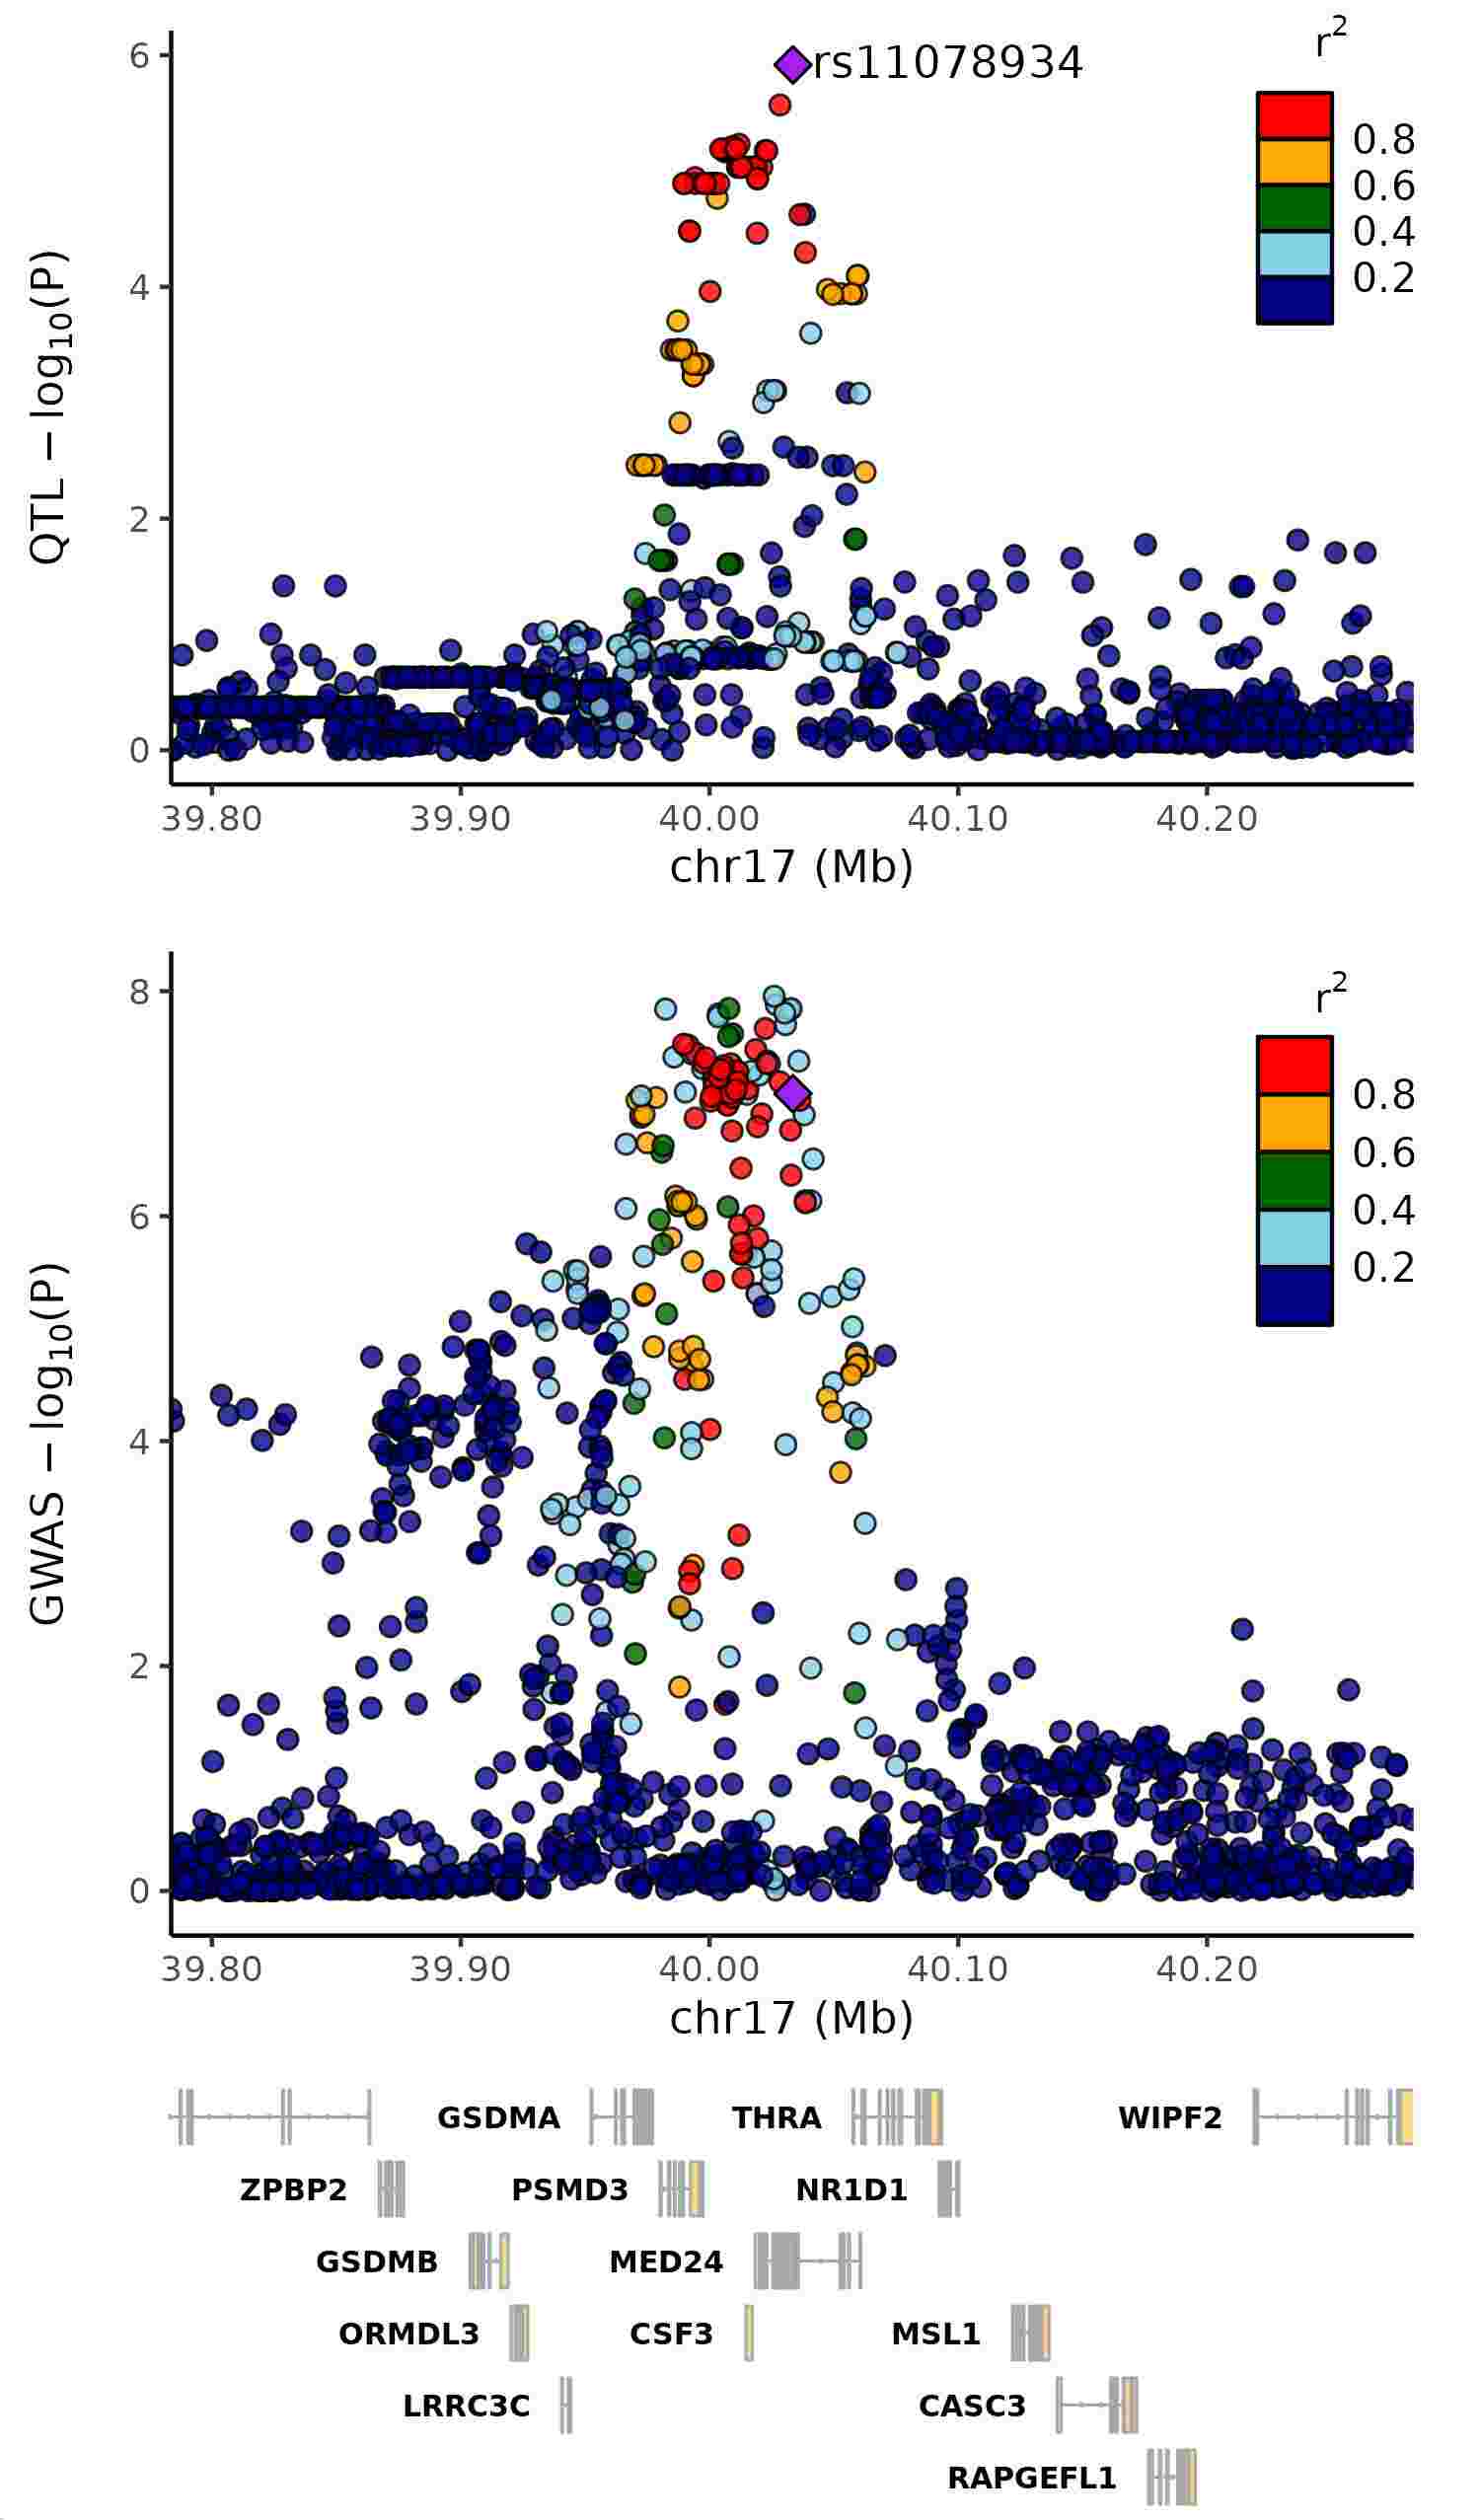 r²
6
rs11078934
0.8
0.6
0.4
0.2
4
2
0
QTL −log₁₀(P)
39.80 39.90 40.00 40.10 40.20
chr17 (Mb)
r²
8
0.8
0.6
0.4
0.2
6
4
2
0
GWAS −log₁₀(P)
39.80 39.90 40.00 40.10 40.20
chr17 (Mb)
GSDMA THRA WIPF2
ZPBP2 PSMD3 NR1D1
GSDMB MED24
ORMDL3 CSF3 MSL1
LRRC3C CASC3
RAPGEFL1